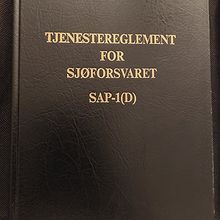 TJENESTEREGLEMENT
FOR
SJØFORSVARET
SAP-1(D)